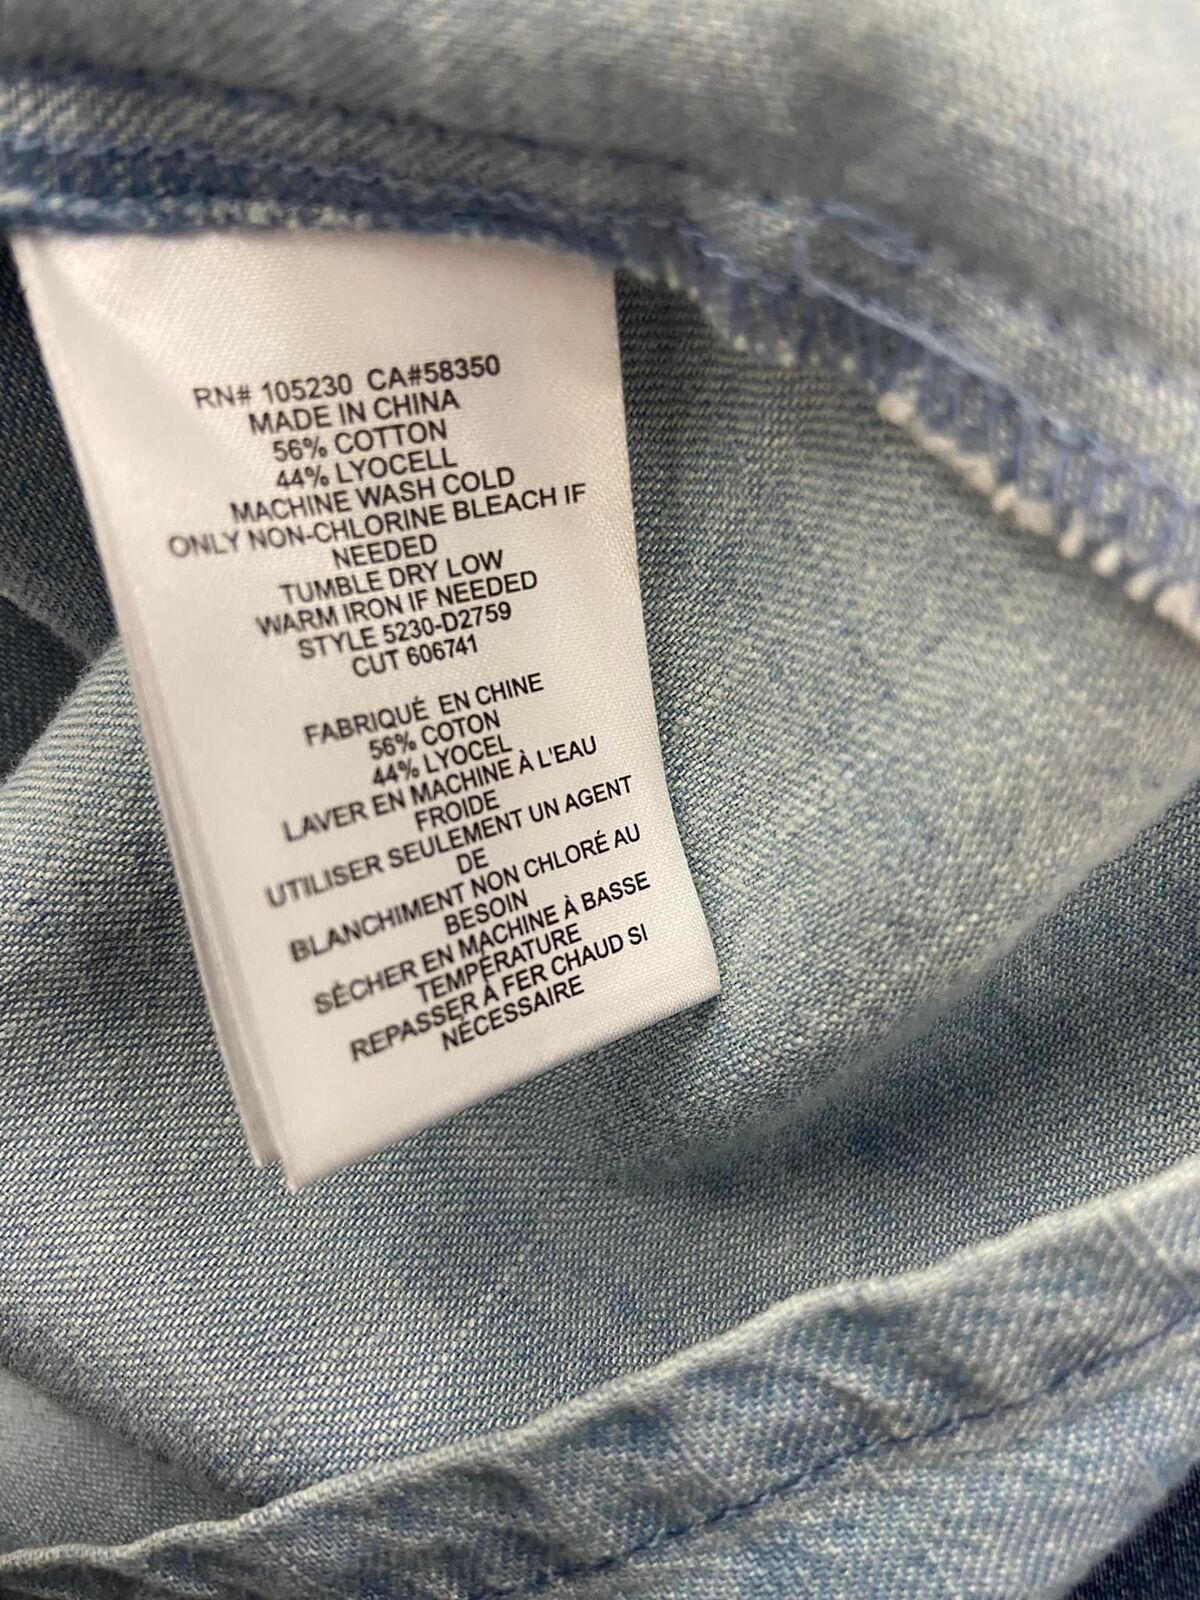 RN# 105230 CA#58350
MADE IN CHINA
56% COTTON
44% LYOCELL
MACHINE WASH COLD
ONLY NON-CHLORINE BLEACH IF
NEEDED
TUMBLE DRY LOW
WARM IRON IF NEEDED
STYLE 5230-D2759
CUT 606741
FABRIQUÉ EN CHINE
56% COTON
44% LYOCEL
LAVER EN MACHINE À L'EAU
FROIDE
UTILISER SEULEMENT UN AGENT
DE
BLANCHIMENT NON CHLORÉ AU
BESOIN
SÉCHER EN MACHINE À BASSE
TEMPÉRATURE
REPASSER À FER CHAUD SI
NÉCESSAIRE